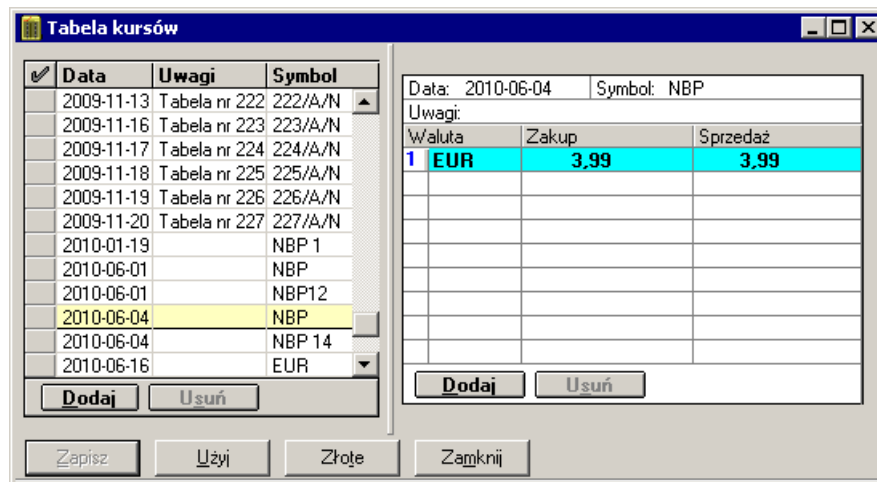 Tabela kursów
Data Uwagi Symbol
2009-11-13 Tabela nr 222 222/A/N
2009-11-16 Tabela nr 223 223/A/N
2009-11-17 Tabela nr 224 224/A/N
2009-11-18 Tabela nr 225 225/A/N
2009-11-19 Tabela nr 226 226/A/N
2009-11-20 Tabela nr 227 227/A/N
2010-01-19 NBP 1
2010-06-01 NBP
2010-06-01 NBP12
2010-06-04 NBP
2010-06-04 NBP 14
2010-06-16 EUR
Dodaj Usuń
Data: 2010-06-04 Symbol: NBP
Uwagi:
Waluta Zakup Sprzedaż
1 EUR 3,99 3,99
Dodaj Usuń
Zapisz Użyj Złote Zamknij